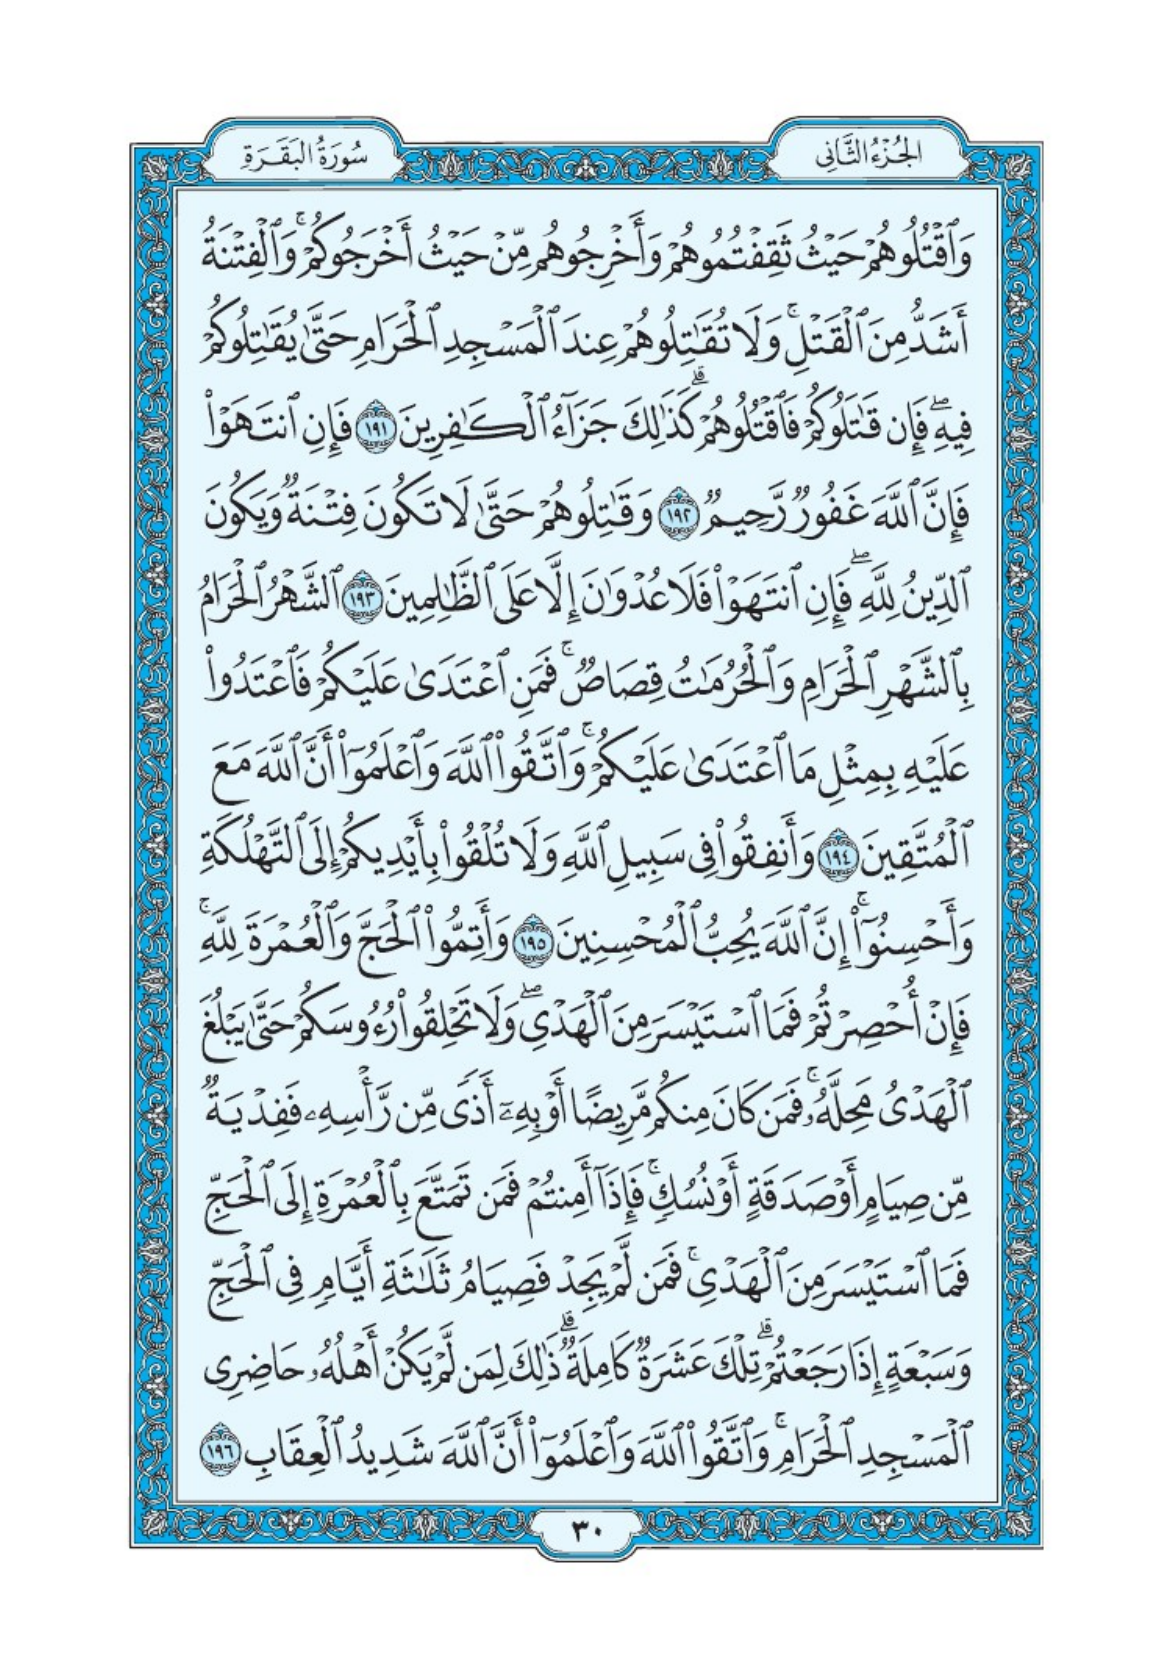 الجُزْءُ الثَّانِي
سُورَةُ البَقَرَةِ
وَٱقْتُلُوهُمْ حَيْثُ ثَقِفْتُمُوهُمْ وَأَخْرِجُوهُم مِّنْ حَيْثُ أَخْرَجُوكُمْ ۚ وَٱلْفِتْنَةُ
أَشَدُّ مِنَ ٱلْقَتْلِ ۚ وَلَا تُقَٰتِلُوهُمْ عِندَ ٱلْمَسْجِدِ ٱلْحَرَامِ حَتَّىٰ يُقَٰتِلُوكُمْ
فِيهِ ۖ فَإِن قَٰتَلُوكُمْ فَٱقْتُلُوهُمْ ۗ كَذَٰلِكَ جَزَآءُ ٱلْكَٰفِرِينَ ١٩١ فَإِنِ ٱنتَهَوْا۟
فَإِنَّ ٱللَّهَ غَفُورٌ رَّحِيمٌ ١٩٢ وَقَٰتِلُوهُمْ حَتَّىٰ لَا تَكُونَ فِتْنَةٌ وَيَكُونَ
ٱلدِّينُ لِلَّهِ ۖ فَإِنِ ٱنتَهَوْا۟ فَلَا عُدْوَٰنَ إِلَّا عَلَى ٱلظَّٰلِمِينَ ١٩٣ ٱلشَّهْرُ ٱلْحَرَامُ
بِٱلشَّهْرِ ٱلْحَرَامِ وَٱلْحُرُمَٰتُ قِصَاصٌ ۚ فَمَنِ ٱعْتَدَىٰ عَلَيْكُمْ فَٱعْتَدُوا۟
عَلَيْهِ بِمِثْلِ مَا ٱعْتَدَىٰ عَلَيْكُمْ ۚ وَٱتَّقُوا۟ ٱللَّهَ وَٱعْلَمُوٓا۟ أَنَّ ٱللَّهَ مَعَ
ٱلْمُتَّقِينَ ١٩٤ وَأَنفِقُوا۟ فِى سَبِيلِ ٱللَّهِ وَلَا تُلْقُوا۟ بِأَيْدِيكُمْ إِلَى ٱلتَّهْلُكَةِ
وَأَحْسِنُوٓا۟ ۚ إِنَّ ٱللَّهَ يُحِبُّ ٱلْمُحْسِنِينَ ١٩٥ وَأَتِمُّوا۟ ٱلْحَجَّ وَٱلْعُمْرَةَ لِلَّهِ ۚ
فَإِنْ أُحْصِرْتُمْ فَمَا ٱسْتَيْسَرَ مِنَ ٱلْهَدْىِ ۖ وَلَا تَحْلِقُوا۟ رُءُوسَكُمْ حَتَّىٰ يَبْلُغَ
ٱلْهَدْىُ مَحِلَّهُۥ ۚ فَمَن كَانَ مِنكُم مَّرِيضًا أَوْ بِهِۦٓ أَذًى مِّن رَّأْسِهِۦ فَفِدْيَةٌ
مِّن صِيَامٍ أَوْ صَدَقَةٍ أَوْ نُسُكٍ ۚ فَإِذَآ أَمِنتُمْ فَمَن تَمَتَّعَ بِٱلْعُمْرَةِ إِلَى ٱلْحَجِّ
فَمَا ٱسْتَيْسَرَ مِنَ ٱلْهَدْىِ ۚ فَمَن لَّمْ يَجِدْ فَصِيَامُ ثَلَٰثَةِ أَيَّامٍ فِى ٱلْحَجِّ
وَسَبْعَةٍ إِذَا رَجَعْتُمْ ۗ تِلْكَ عَشَرَةٌ كَامِلَةٌ ۗ ذَٰلِكَ لِمَن لَّمْ يَكُنْ أَهْلُهُۥ حَاضِرِى
ٱلْمَسْجِدِ ٱلْحَرَامِ ۚ وَٱتَّقُوا۟ ٱللَّهَ وَٱعْلَمُوٓا۟ أَنَّ ٱللَّهَ شَدِيدُ ٱلْعِقَابِ ١٩٦
٣٠